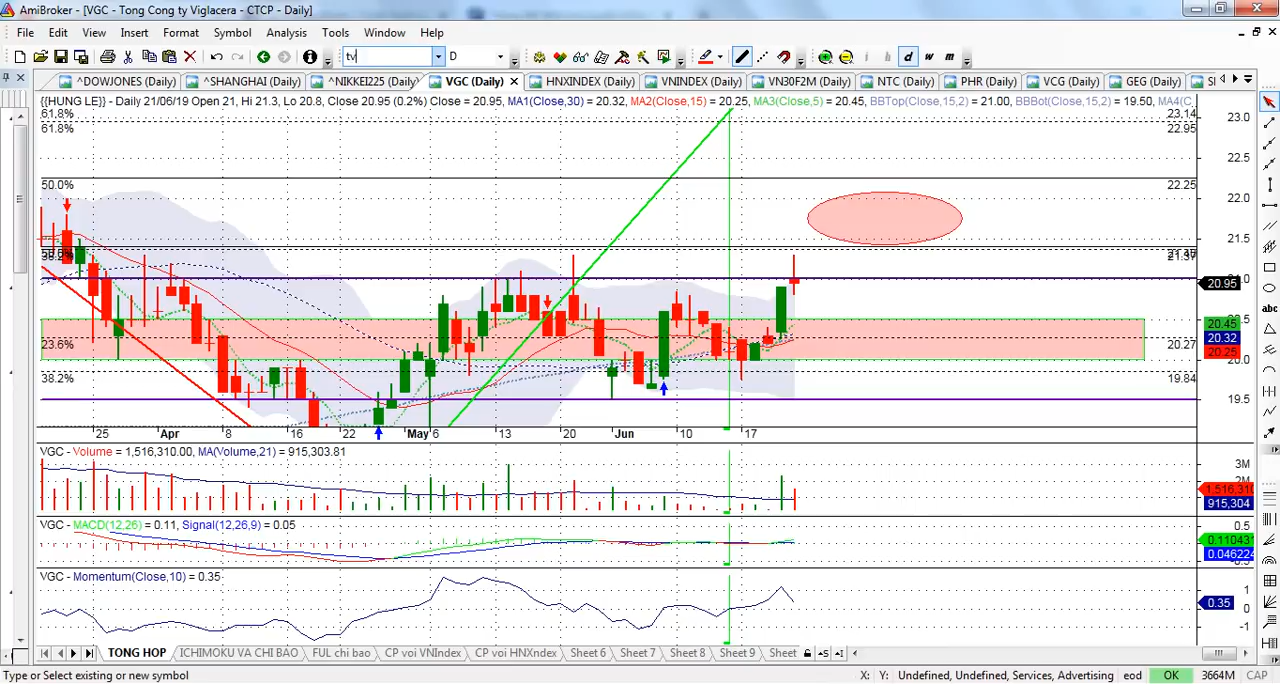 AmiBroker - [VGC - Tong Cong ty Viglacera - CTCP - Daily]
File Edit View Insert Format Symbol Analysis Tools Window Help
tv D d w m
^DOWJONES (Daily) ^SHANGHAI (Daily) ^NIKKEI225 (Daily) VGC (Daily) HNXINDEX (Daily) VNINDEX (Daily) VN30F2M (Daily) NTC (Daily) PHR (Daily) VCG (Daily) GEG (Daily)
{{HUNG LE}} - Daily 21/06/19 Open 21, Hi 21.3, Lo 20.8, Close 20.95 (0.2%) Close = 20.95, MA1(Close,30) = 20.32, MA2(Close,15) = 20.25, MA3(Close,5) = 20.45, BBTop(Close,15,2) = 21.00, BBBot(Close,15,2) = 19.50, MA4(C
61.8% 23.14 23.0
61.8% 22.95
22.5
50.0% 22.25
22.0
21.5
38.2% 21.37
20.95
20.45
20.32
20.25
23.6% 20.27
20.0
38.2% 19.84
19.5
25 Apr 8 16 22 May 6 13 20 Jun 10 17
VGC - Volume = 1,516,310.00, MA(Volume,21) = 915,303.81
3M
2M
1,516,310
915,304
VGC - MACD(12,26) = 0.11, Signal(12,26,9) = 0.05
0.5
0.110431
0.046224
VGC - Momentum(Close,10) = 0.35
1
0.35
0
-1
TONG HOP ICHIMOKU VA CHI BAO FUL chi bao CP voi VNIndex CP voi HNXndex Sheet 6 Sheet 7 Sheet 8 Sheet 9 Sheet
Type or Select existing or new symbol X: Y: Undefined, Undefined, Services, Advertising eod OK 3664M CAP